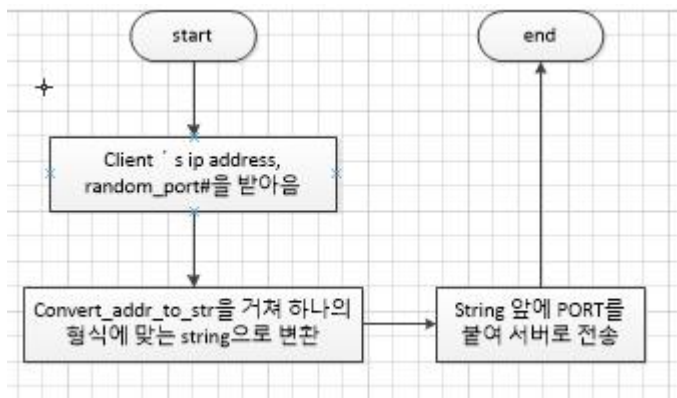 start
Client ´ s ip address,
random_port#을 받아음
Convert_addr_to_str을 거쳐 하나의
형식에 맞는 string으로 변환
String 앞에 PORT를
붙여 서버로 전송
end